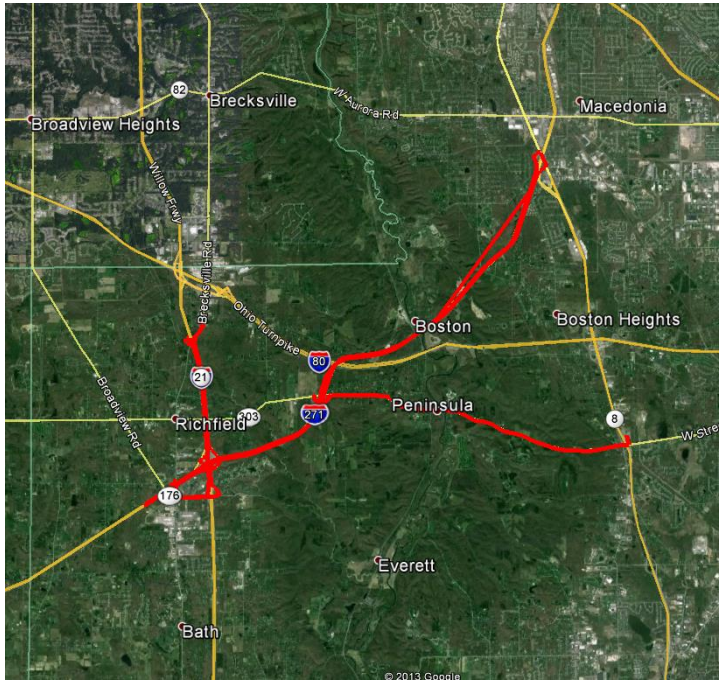 82
Brecksville
W Aurora Rd
Macedonia
Broadview Heights
Willow Frwy
Brecksville Rd
Ohio Turnpike
Boston
Boston Heights
80
21
Broadview Rd
271
303
Richfield
Peninsula
8
W Stre
176
Everett
Bath
© 2013 Google